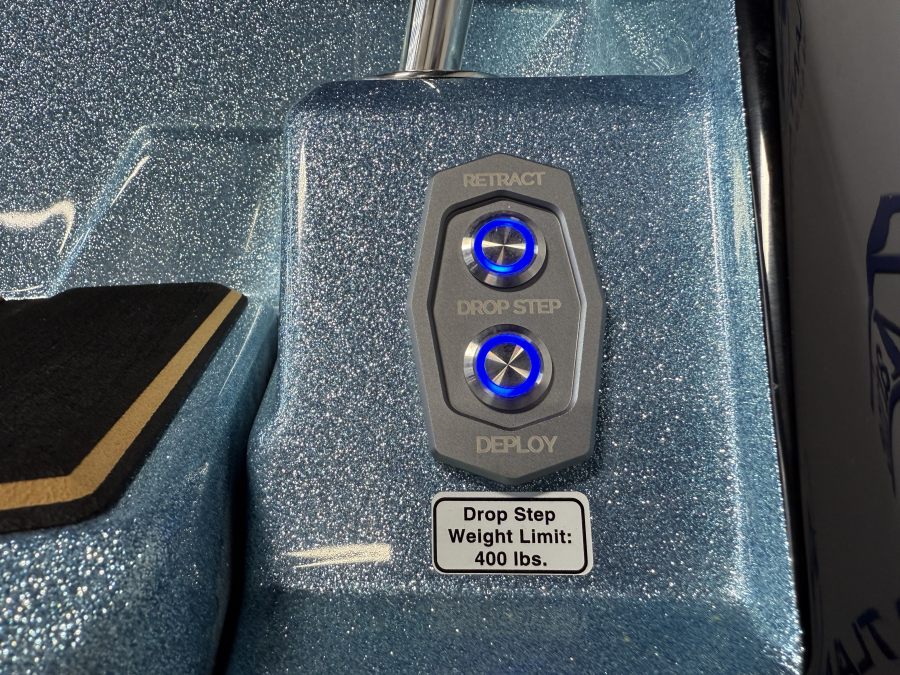 RETRACT
DROP STEP
DEPLOY
Drop Step
Weight Limit:
400 lbs.